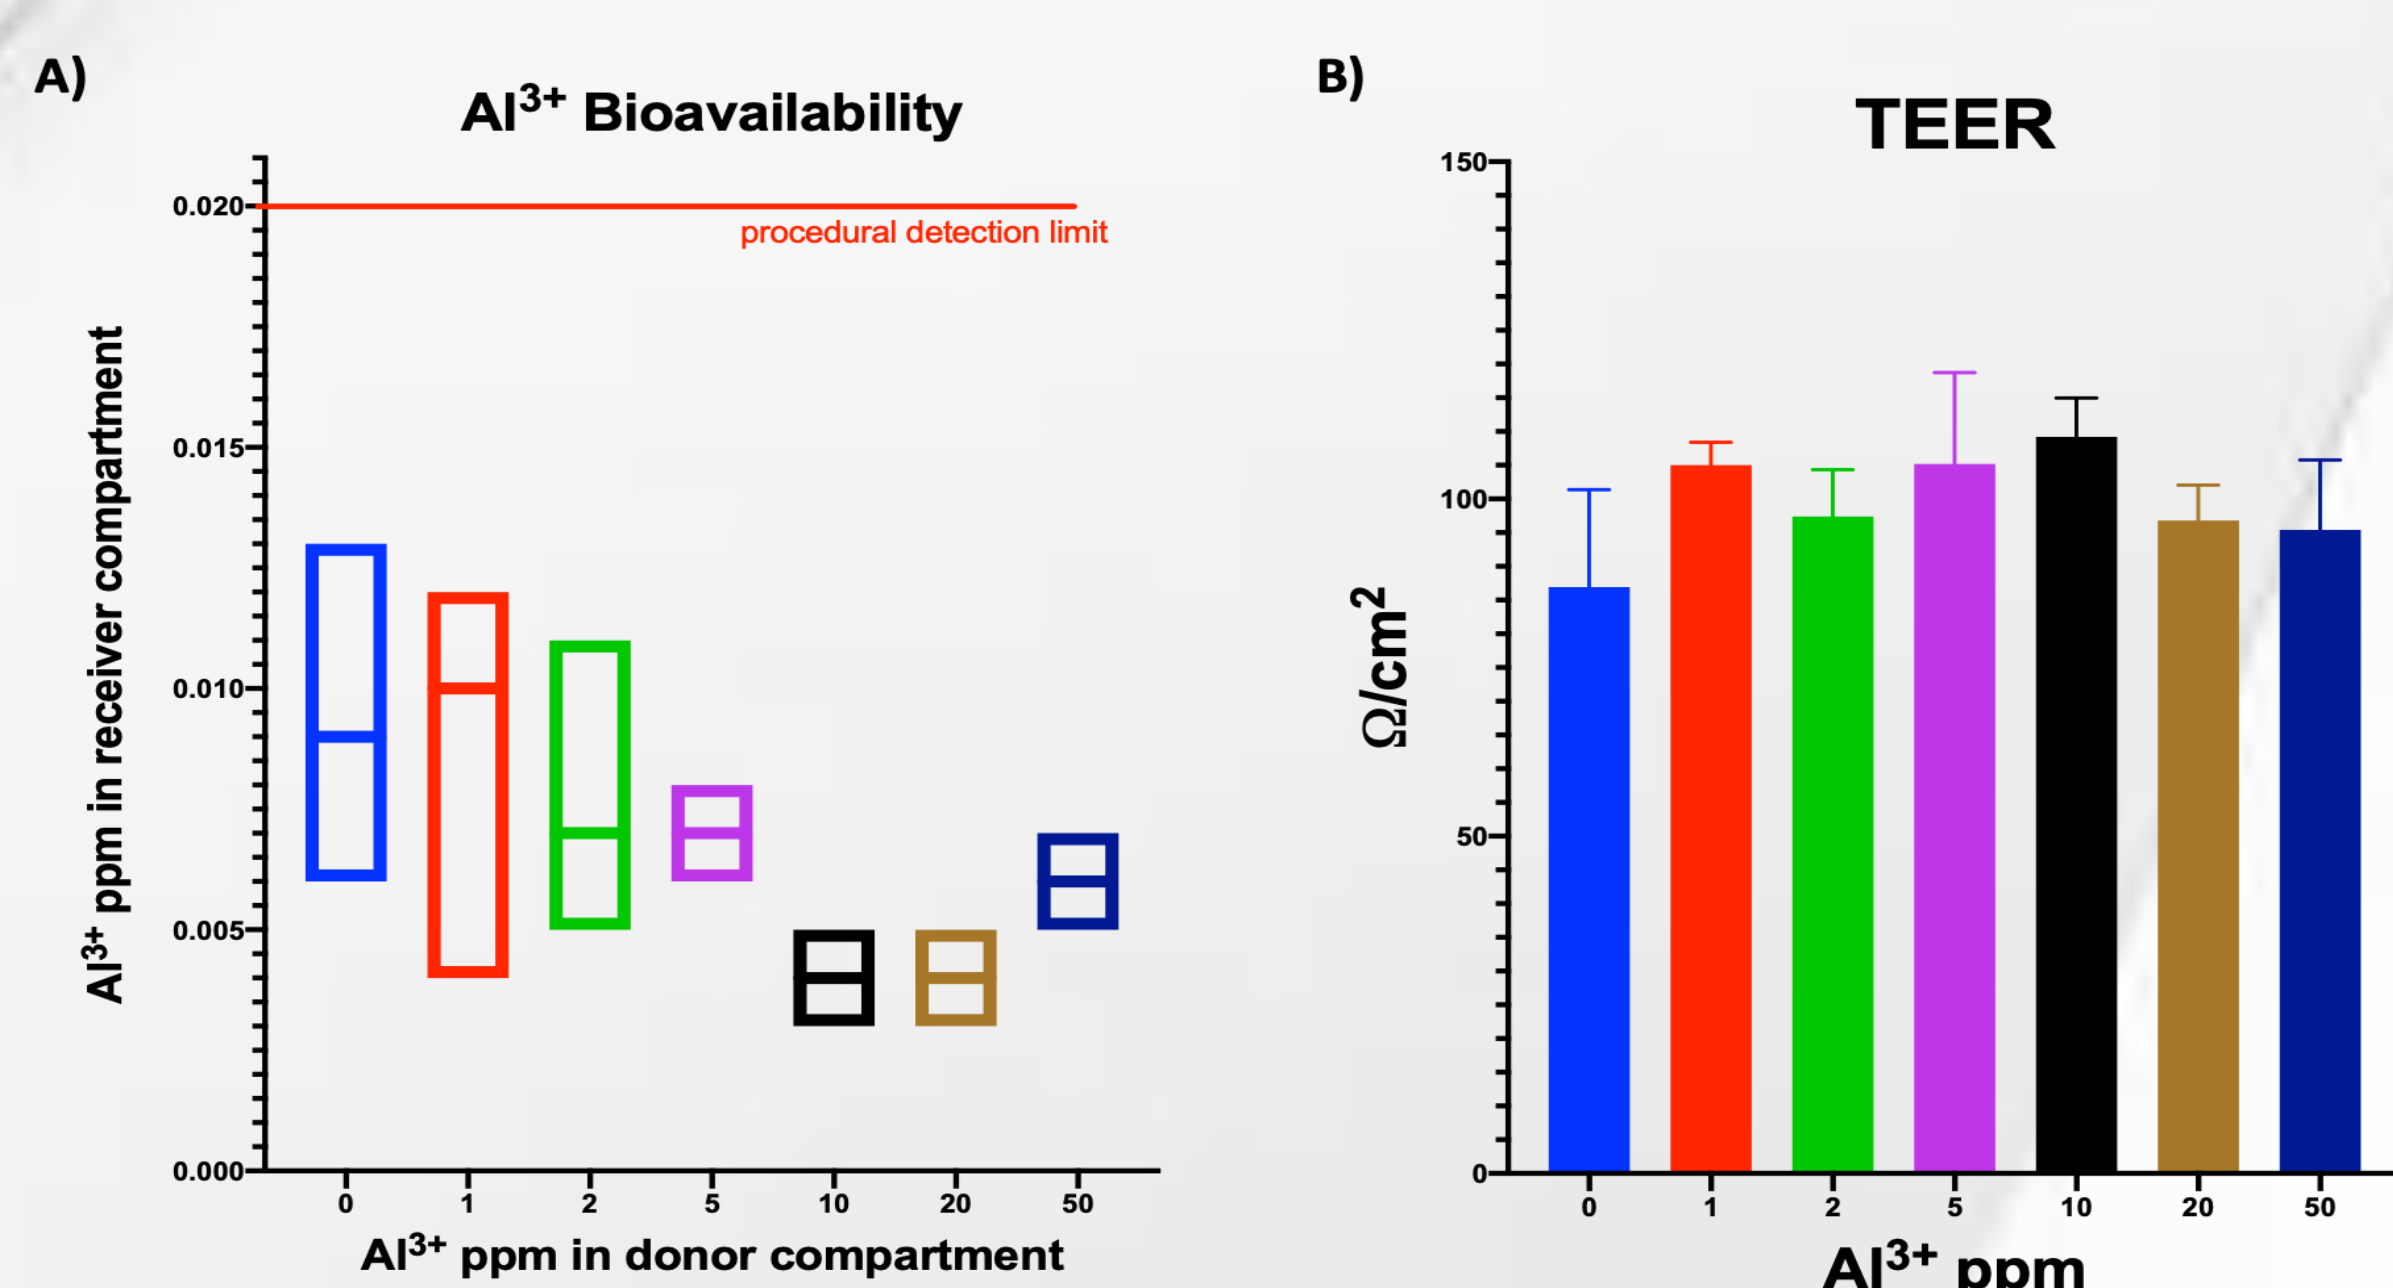 A)
Al³⁺ Bioavailability
0.020
procedural detection limit
0.015
0.010
0.005
0.000
Al³⁺ ppm in receiver compartment
0 1 2 5 10 20 50
Al³⁺ ppm in donor compartment
B)
TEER
150
100
50
0
Ω/cm²
0 1 2 5 10 20 50
Al³⁺ ppm